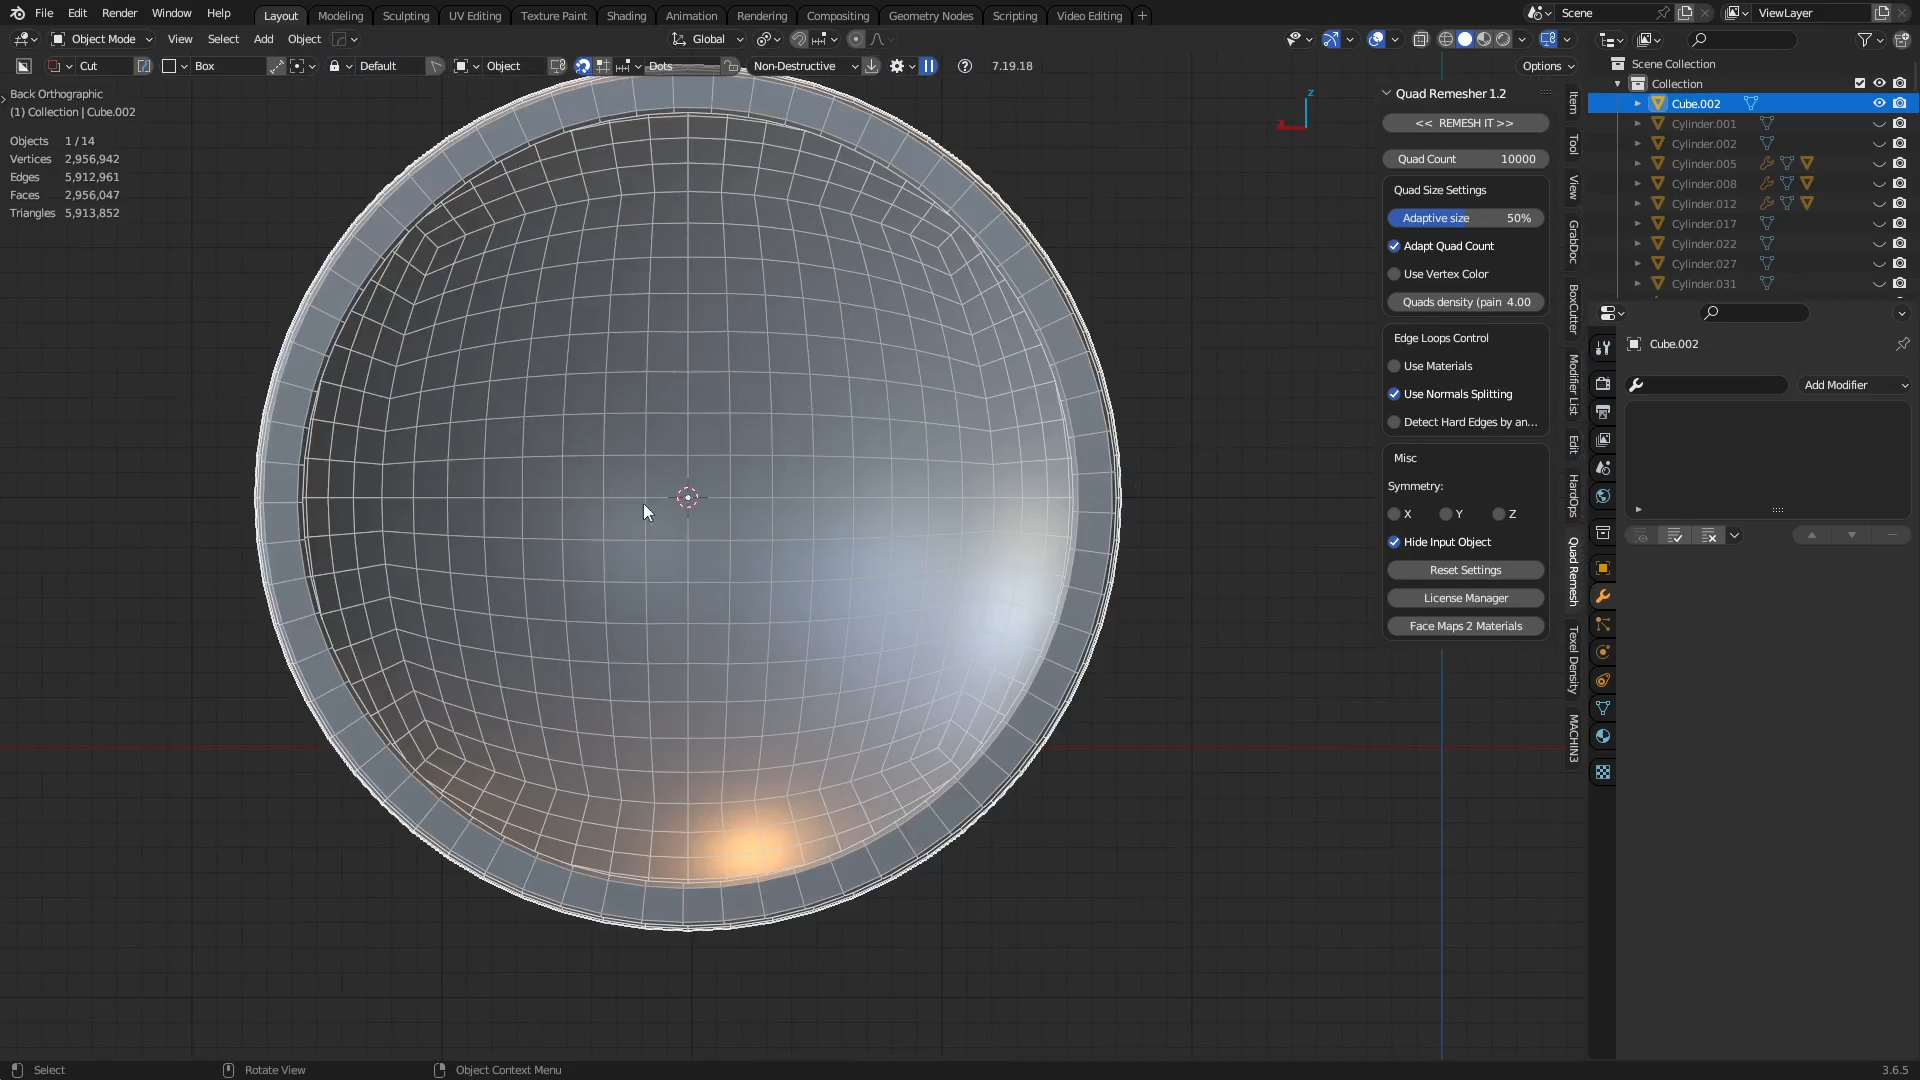 File Edit Render Window Help Layout Modeling Sculpting UV Editing Texture Paint Shading Animation Rendering Compositing Geometry Nodes Scripting Video Editing + Scene ViewLayer
Object Mode View Select Add Object Global
Cut Box Default Object Dots Non-Destructive 7.19.18 Options
Back Orthographic
(1) Collection | Cube.002
Objects 1 / 14
Vertices 2,956,942
Edges 5,912,961
Faces 2,956,047
Triangles 5,913,852
Z
X
Quad Remesher 1.2
<< REMESH IT >>
Quad Count 10000
Quad Size Settings
Adaptive size 50%
Adapt Quad Count
Use Vertex Color
Quads density (pain 4.00
Edge Loops Control
Use Materials
Use Normals Splitting
Detect Hard Edges by an...
Misc
Symmetry:
X Y Z
Hide Input Object
Reset Settings
License Manager
Face Maps 2 Materials
Item
Tool
View
GrabDoc
BoxCutter
Modifier List
Edit
HardOps
Quad Remesh
Texel Density
MACHIN3
Scene Collection
Collection
Cube.002
Cylinder.001
Cylinder.002
Cylinder.005
Cylinder.008
Cylinder.012
Cylinder.017
Cylinder.022
Cylinder.027
Cylinder.031
Cube.002
Add Modifier
Select Rotate View Object Context Menu 3.6.5